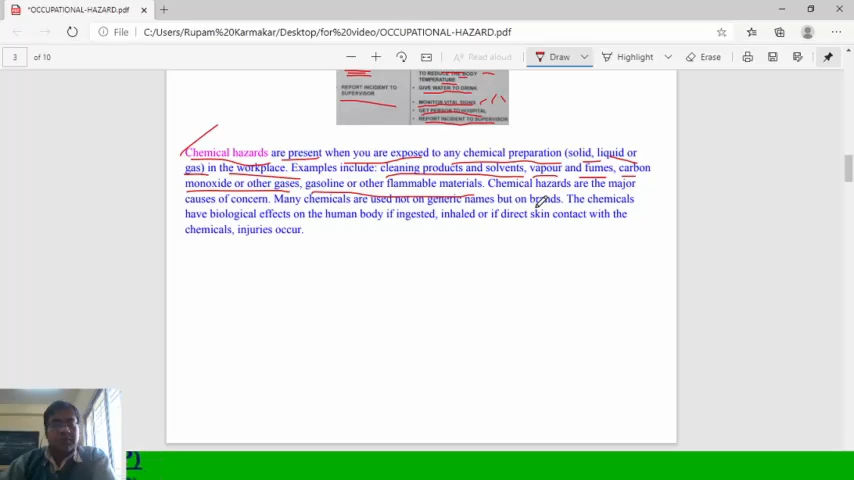 *OCCUPATIONAL-HAZARD.pdf
File C:/Users/Rupam%20Karmakar/Desktop/for%20video/OCCUPATIONAL-HAZARD.pdf
3 of 10 Read aloud Draw Highlight Erase
TO REDUCE THE BODY
TEMPERATURE
GIVE WATER TO DRINK
REPORT INCIDENT TO
SUPERVISOR
MONITOR VITAL SIGNS
GET PERSON TO HOSPITAL
REPORT INCIDENT TO SUPERVISOR
Chemical hazards are present when you are exposed to any chemical preparation (solid, liquid or
gas) in the workplace. Examples include: cleaning products and solvents, vapour and fumes, carbon
monoxide or other gases, gasoline or other flammable materials. Chemical hazards are the major
causes of concern. Many chemicals are used not on generic names but on brands. The chemicals
have biological effects on the human body if ingested, inhaled or if direct skin contact with the
chemicals, injuries occur.